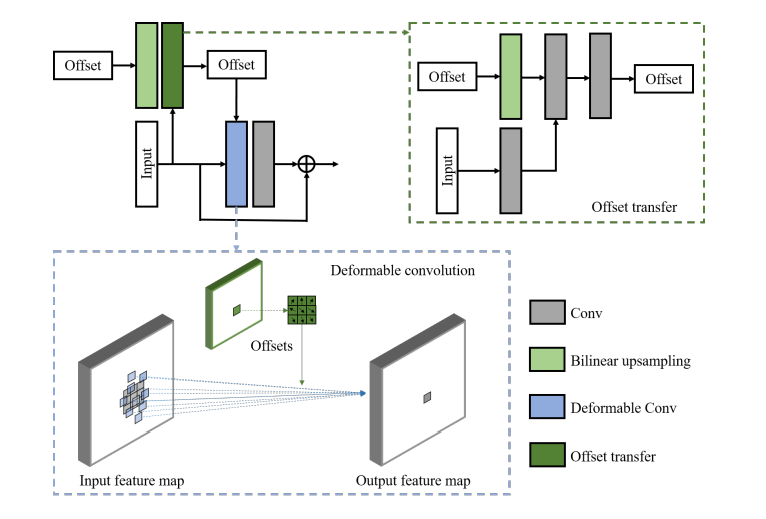 Offset
Offset
Input
Offset
Offset
Input
Offset transfer
Deformable convolution
Offsets
Input feature map
Output feature map
Conv
Bilinear upsampling
Deformable Conv
Offset transfer